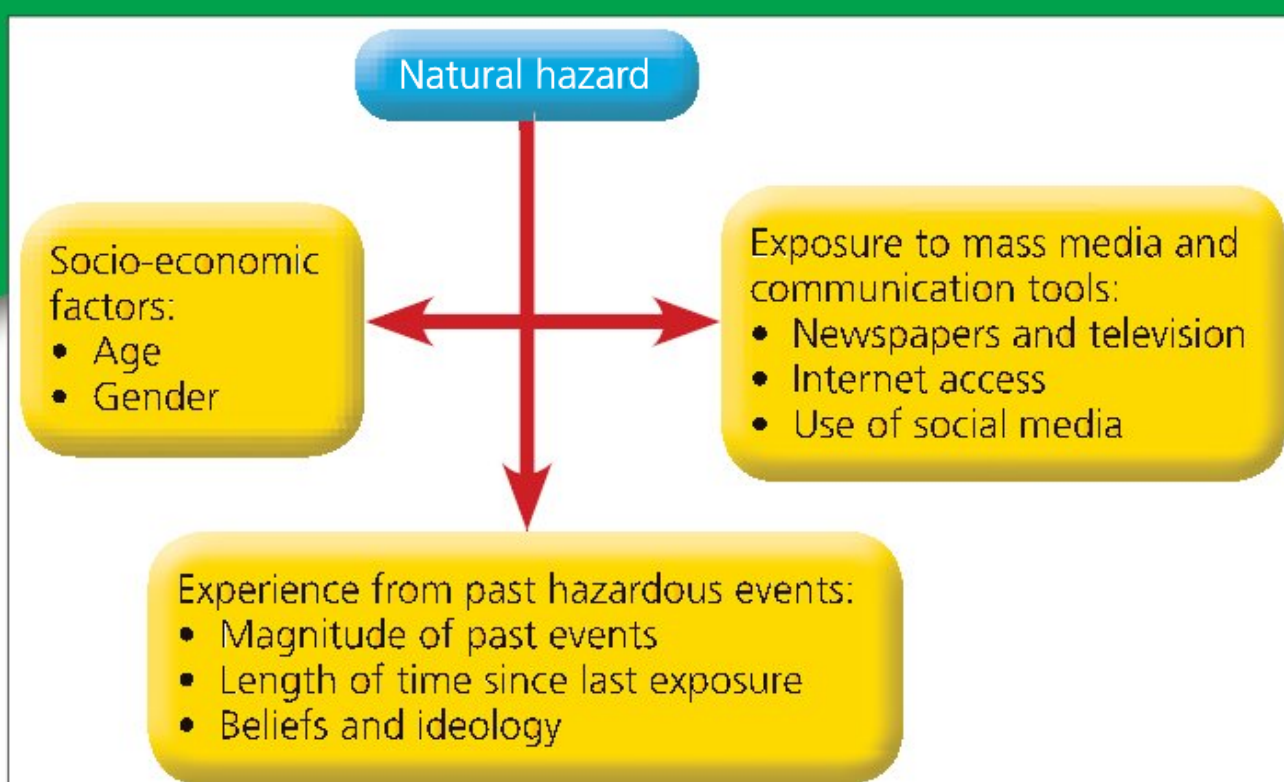 Natural hazard
Socio-economic
factors:
• Age
• Gender
Exposure to mass media and
communication tools:
• Newspapers and television
• Internet access
• Use of social media
Experience from past hazardous events:
• Magnitude of past events
• Length of time since last exposure
• Beliefs and ideology